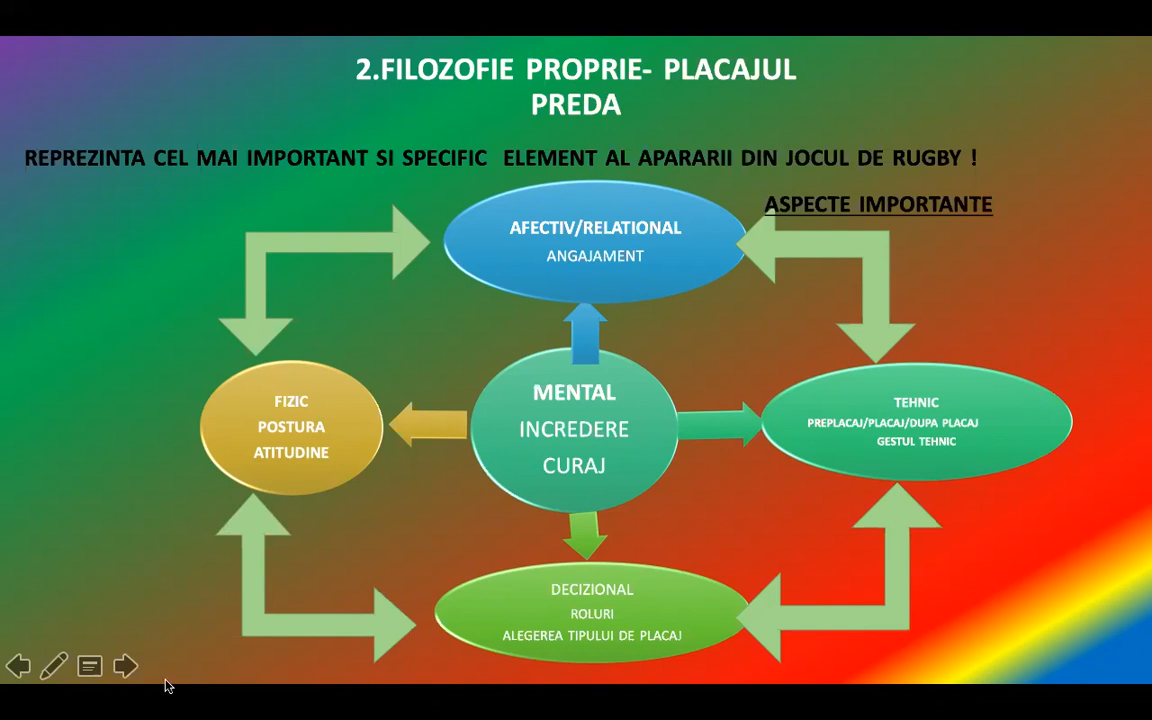 2.FILOZOFIE PROPRIE- PLACAJUL
PREDA
REPREZINTA CEL MAI IMPORTANT SI SPECIFIC ELEMENT AL APARARII DIN JOCUL DE RUGBY !
ASPECTE IMPORTANTE
AFECTIV/RELATIONAL
ANGAJAMENT
FIZIC
POSTURA
ATITUDINE
MENTAL
INCREDERE
CURAJ
TEHNIC
PREPLACAJ/PLACAJ/DUPA PLACAJ
GESTUL TEHNIC
DECIZIONAL
ROLURI
ALEGEREA TIPULUI DE PLACAJ